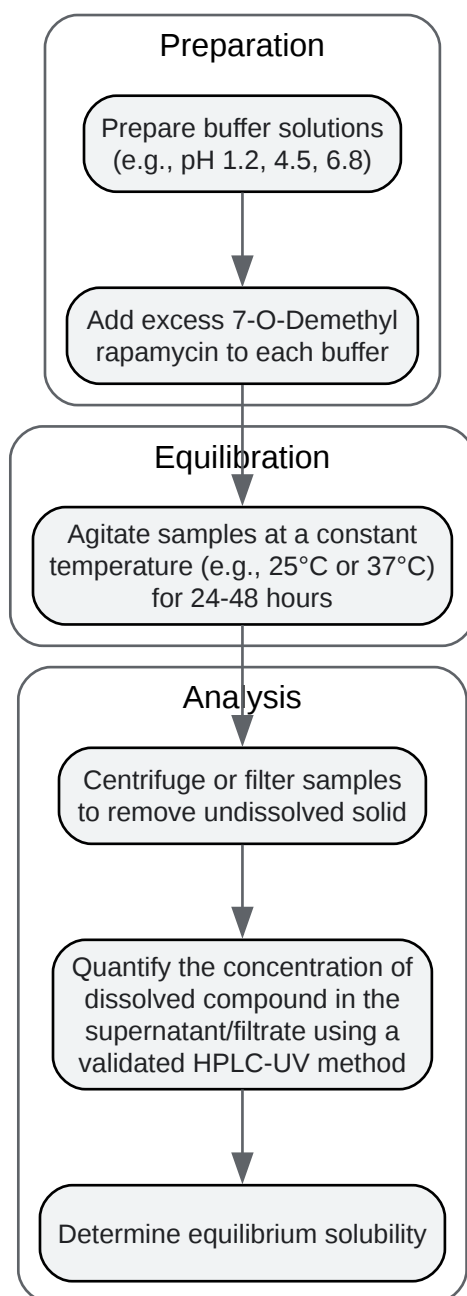 Preparation
Prepare buffer solutions
(e.g., pH 1.2, 4.5, 6.8)
Add excess 7-O-Demethyl
rapamycin to each buffer
Equilibration
Agitate samples at a constant
temperature (e.g., 25°C or 37°C)
for 24-48 hours
Analysis
Centrifuge or filter samples
to remove undissolved solid
Quantify the concentration of
dissolved compound in the
supernatant/filtrate using a
validated HPLC-UV method
Determine equilibrium solubility